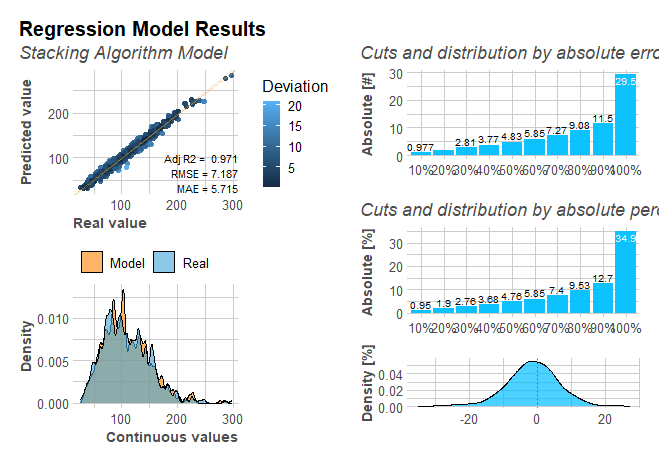 Regression Model Results
Stacking Algorithm Model
Predicted value
200
100
Adj R2 = 0.971
RMSE = 7.187
MAE = 5.715
100 200 300
Real value
Deviation
20
15
10
5
Model Real
Density
0.010
0.005
0.000
100 200 300
Continuous values
Cuts and distribution by absolute erro
Absolute [#]
30
20
10
0
0.977 2.81 3.77 4.83 5.85 7.27 9.08 11.5 29.5
10% 20% 30% 40% 50% 60% 70% 80% 90% 100%
Cuts and distribution by absolute perc
Absolute [%]
30
20
10
0
0.95 1.9 2.76 3.68 4.76 5.85 7.4 9.53 12.7 34.9
10% 20% 30% 40% 50% 60% 70% 80% 90% 100%
Density [%]
0.04
0.02
0.00
-20 0 20